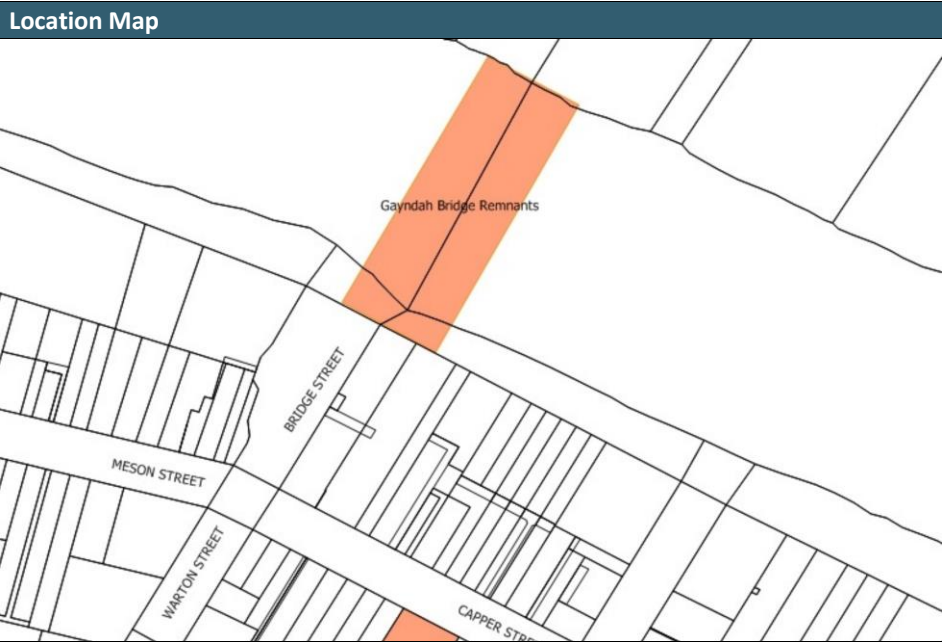 Location Map
Gayndah Bridge Remnants
BRIDGE STREET
MESON STREET
WARTON STREET
CAPPER STRE